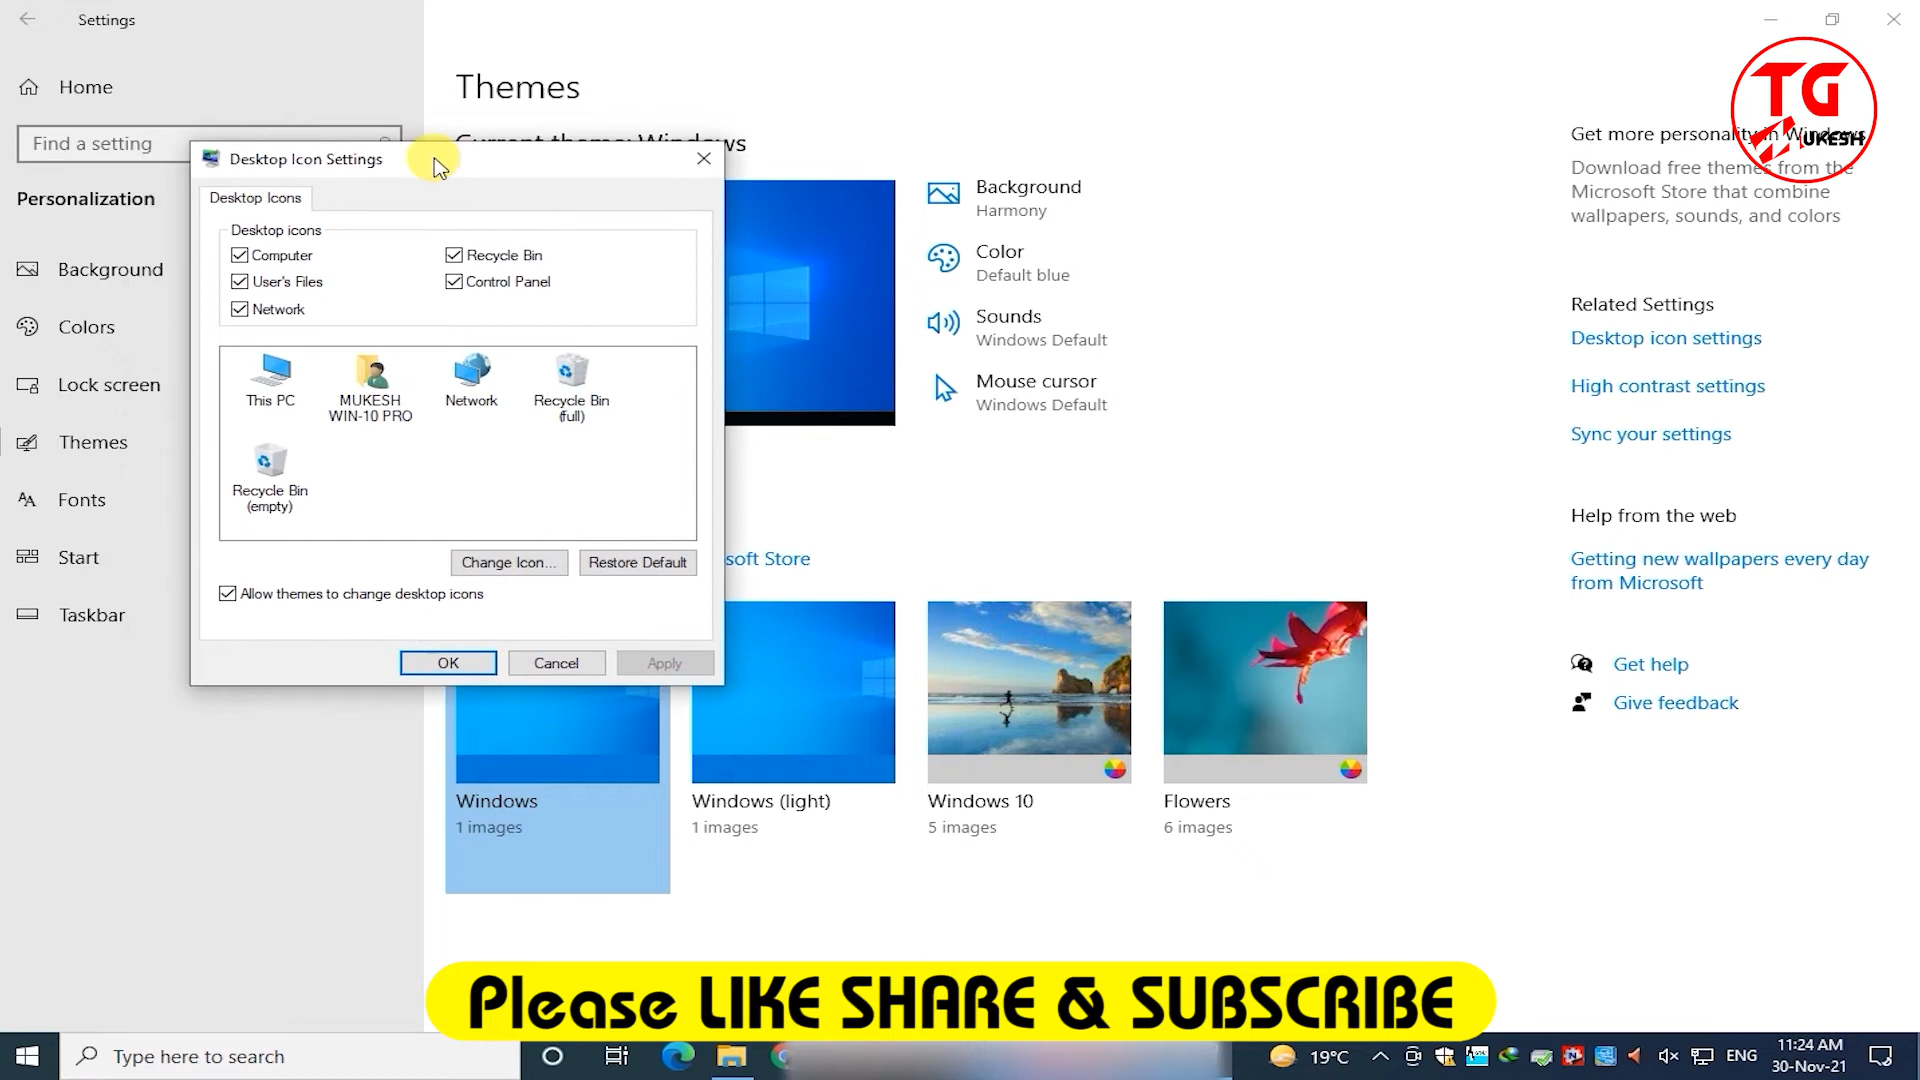 Settings
Home
Find a setting
Personalization
Background
Colors
Lock screen
Themes
Fonts
Start
Taskbar
Themes
Current theme: Windows
Desktop Icon Settings
Desktop Icons
Desktop icons
Computer
Recycle Bin
User's Files
Control Panel
Network
This PC
MUKESH
WIN-10 PRO
Network
Recycle Bin
(full)
Recycle Bin
(empty)
Change Icon...
Restore Default
Allow themes to change desktop icons
OK
Cancel
Apply
Background
Harmony
Color
Default blue
Sounds
Windows Default
Mouse cursor
Windows Default
soft Store
Windows
1 images
Windows (light)
1 images
Windows 10
5 images
Flowers
6 images
TG
MUKESH
Get more personality in Windows
Download free themes from the
Microsoft Store that combine
wallpapers, sounds, and colors
Related Settings
Desktop icon settings
High contrast settings
Sync your settings
Help from the web
Getting new wallpapers every day
from Microsoft
Get help
Give feedback
Please LIKE SHARE & SUBSCRIBE
Type here to search
19°C
ENG
11:24 AM
30-Nov-21